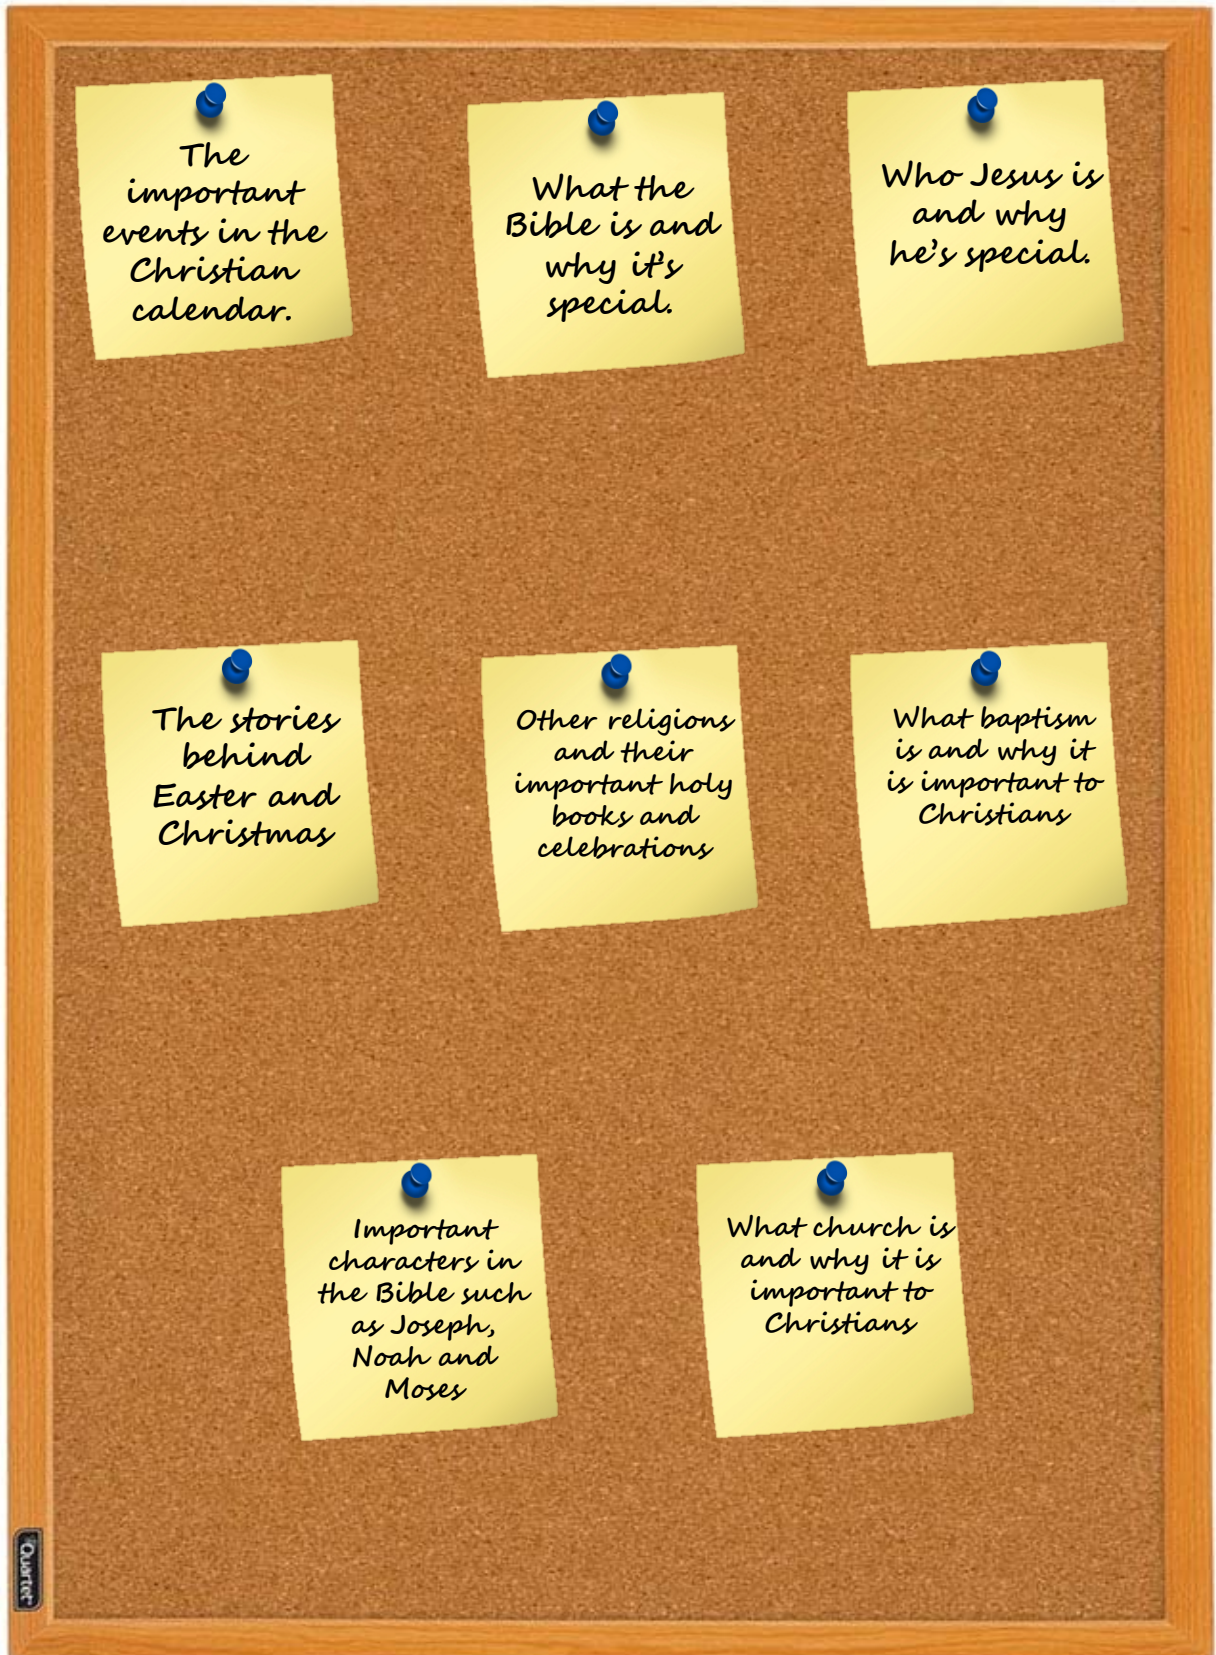 The
important
events in the
Christian
calendar.
What the
Bible is and
why it's
special.
Who Jesus is
and why
he's special.
The stories
behind
Easter and
Christmas
Other religions
and their
important holy
books and
celebrations
What baptism
is and why it
is important to
Christians
Important
characters in
the Bible such
as Joseph,
Noah and
Moses
What church is
and why it is
important to
Christians
Quartet